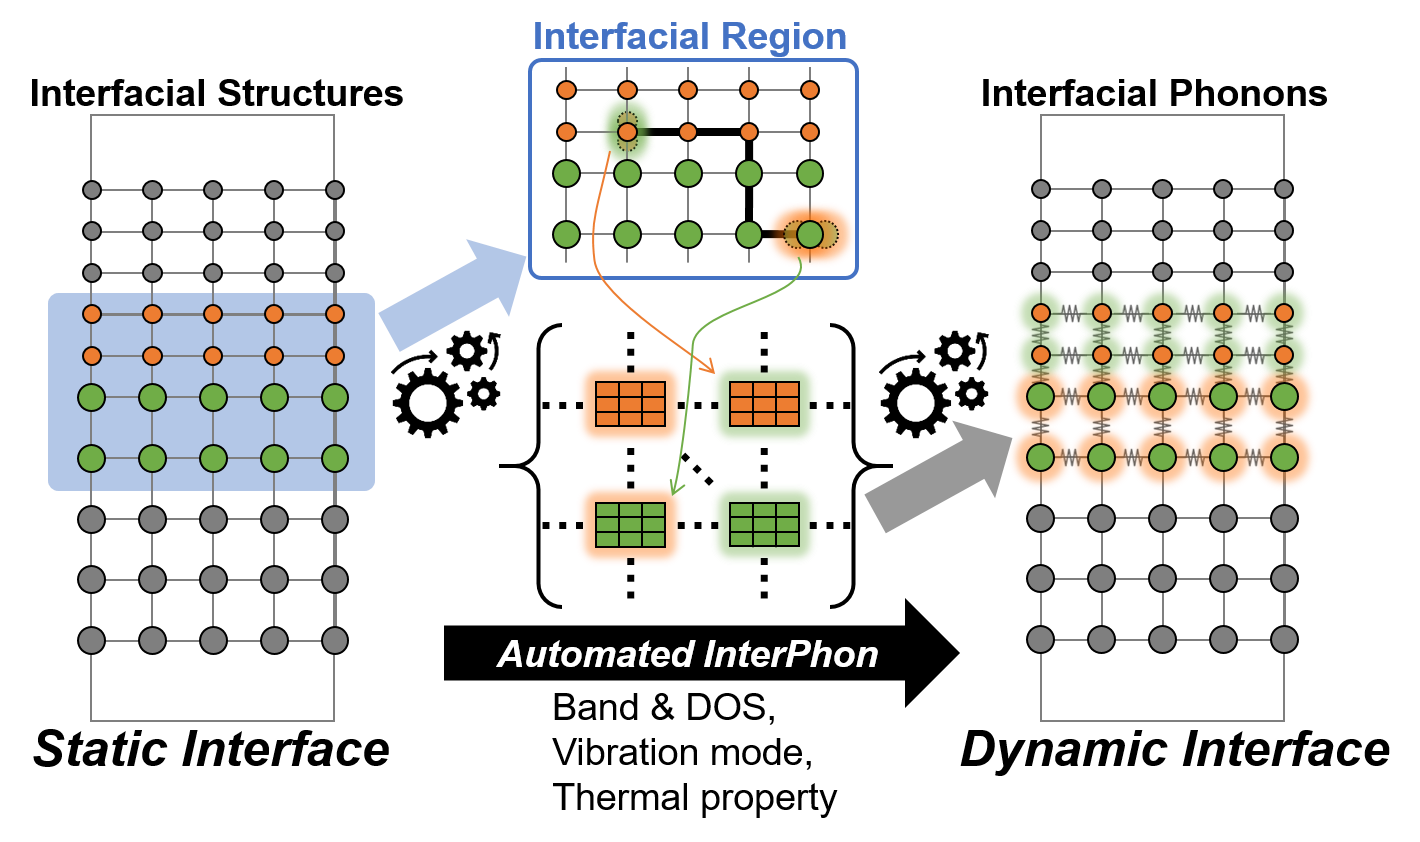 Interfacial Region
Interfacial Structures
Interfacial Phonons
Automated InterPhon
Band & DOS,
Vibration mode,
Thermal property
Static Interface
Dynamic Interface